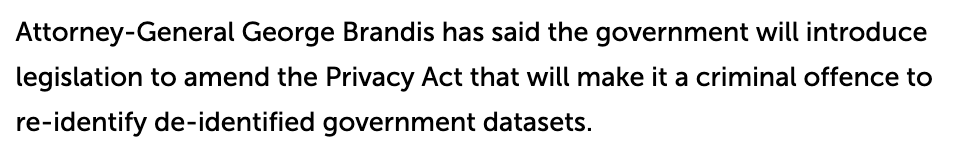 Attorney-General George Brandis has said the government will introduce
legislation to amend the Privacy Act that will make it a criminal offence to
re-identify de-identified government datasets.